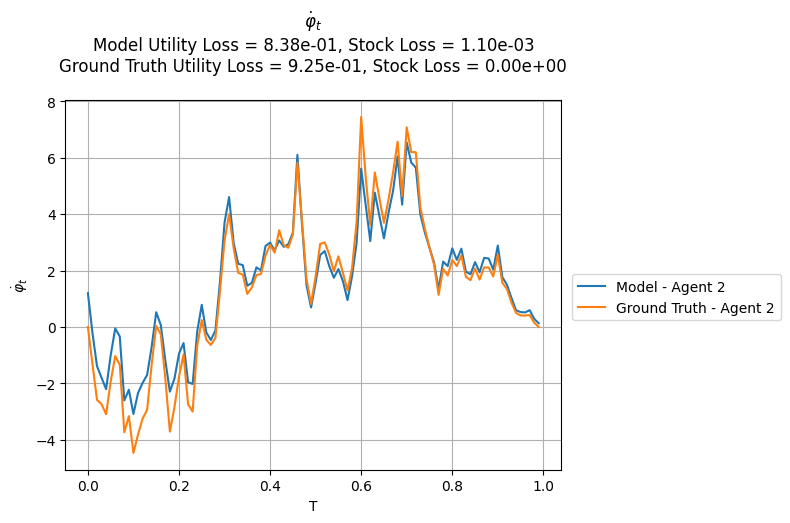 φ̇t
Model Utility Loss = 8.38e-01, Stock Loss = 1.10e-03
Ground Truth Utility Loss = 9.25e-01, Stock Loss = 0.00e+00
8
6
4
2
0
−2
−4
φ̇t
0.0 0.2 0.4 0.6 0.8 1.0
T
Model - Agent 2
Ground Truth - Agent 2